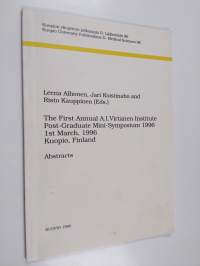 Kuopion yliopiston julkaisuja D. Lääketiede 96
Kuopio University Publications D. Medical Sciences 96
Leena Alhonen, Jari Koistinaho and
Risto Kauppinen (Eds.)
The First Annual A.I.Virtanen Institute
Post-Graduate Mini-Symposium 1996
1st March, 1996
Kuopio, Finland
Abstracts
KUOPIO 1996